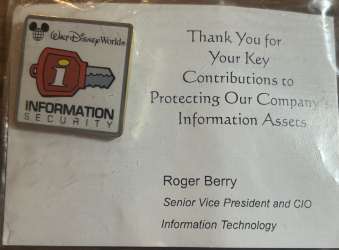 Walt Disney World
i
INFORMATION
SECURITY
Thank You for
Your Key
Contributions to
Protecting Our Company's
Information Assets
Roger Berry
Senior Vice President and CIO
Information Technology